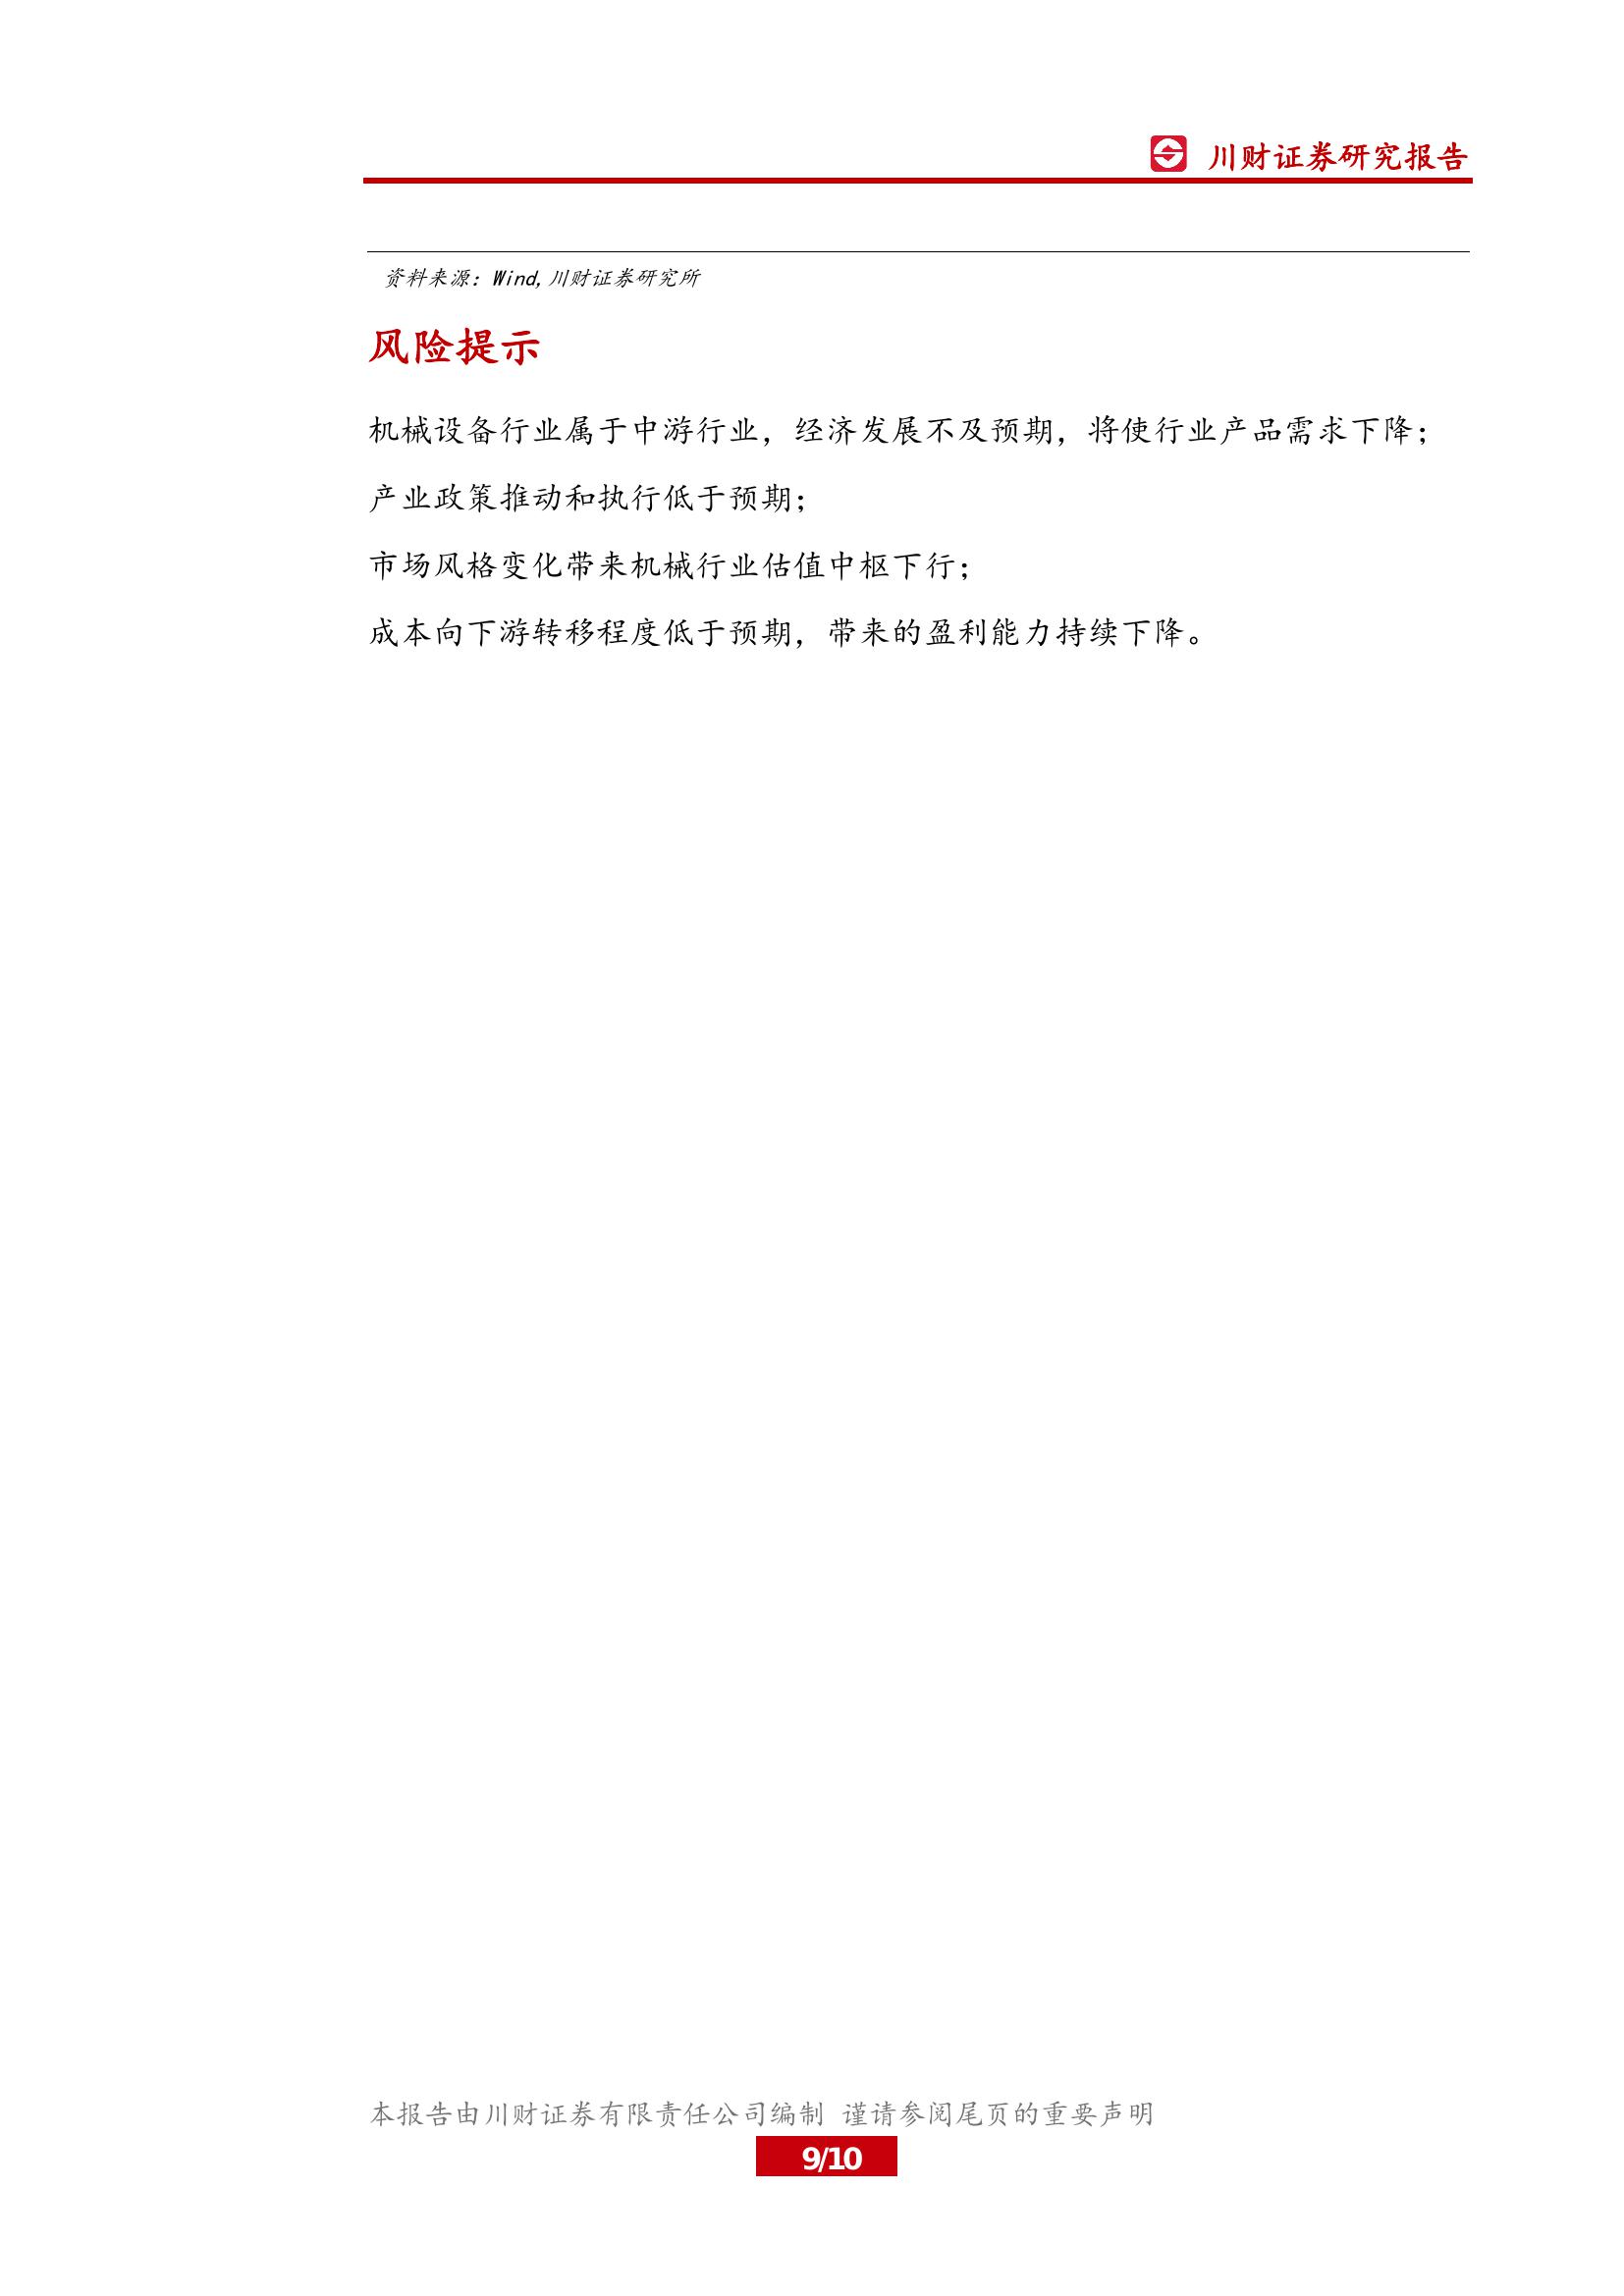 川财证券研究报告
资料来源：Wind,川财证券研究所
风险提示
机械设备行业属于中游行业，经济发展不及预期，将使行业产品需求下降；
产业政策推动和执行低于预期；
市场风格变化带来机械行业估值中枢下行；
成本向下游转移程度低于预期，带来的盈利能力持续下降。
本报告由川财证券有限责任公司编制 谨请参阅尾页的重要声明
9/10